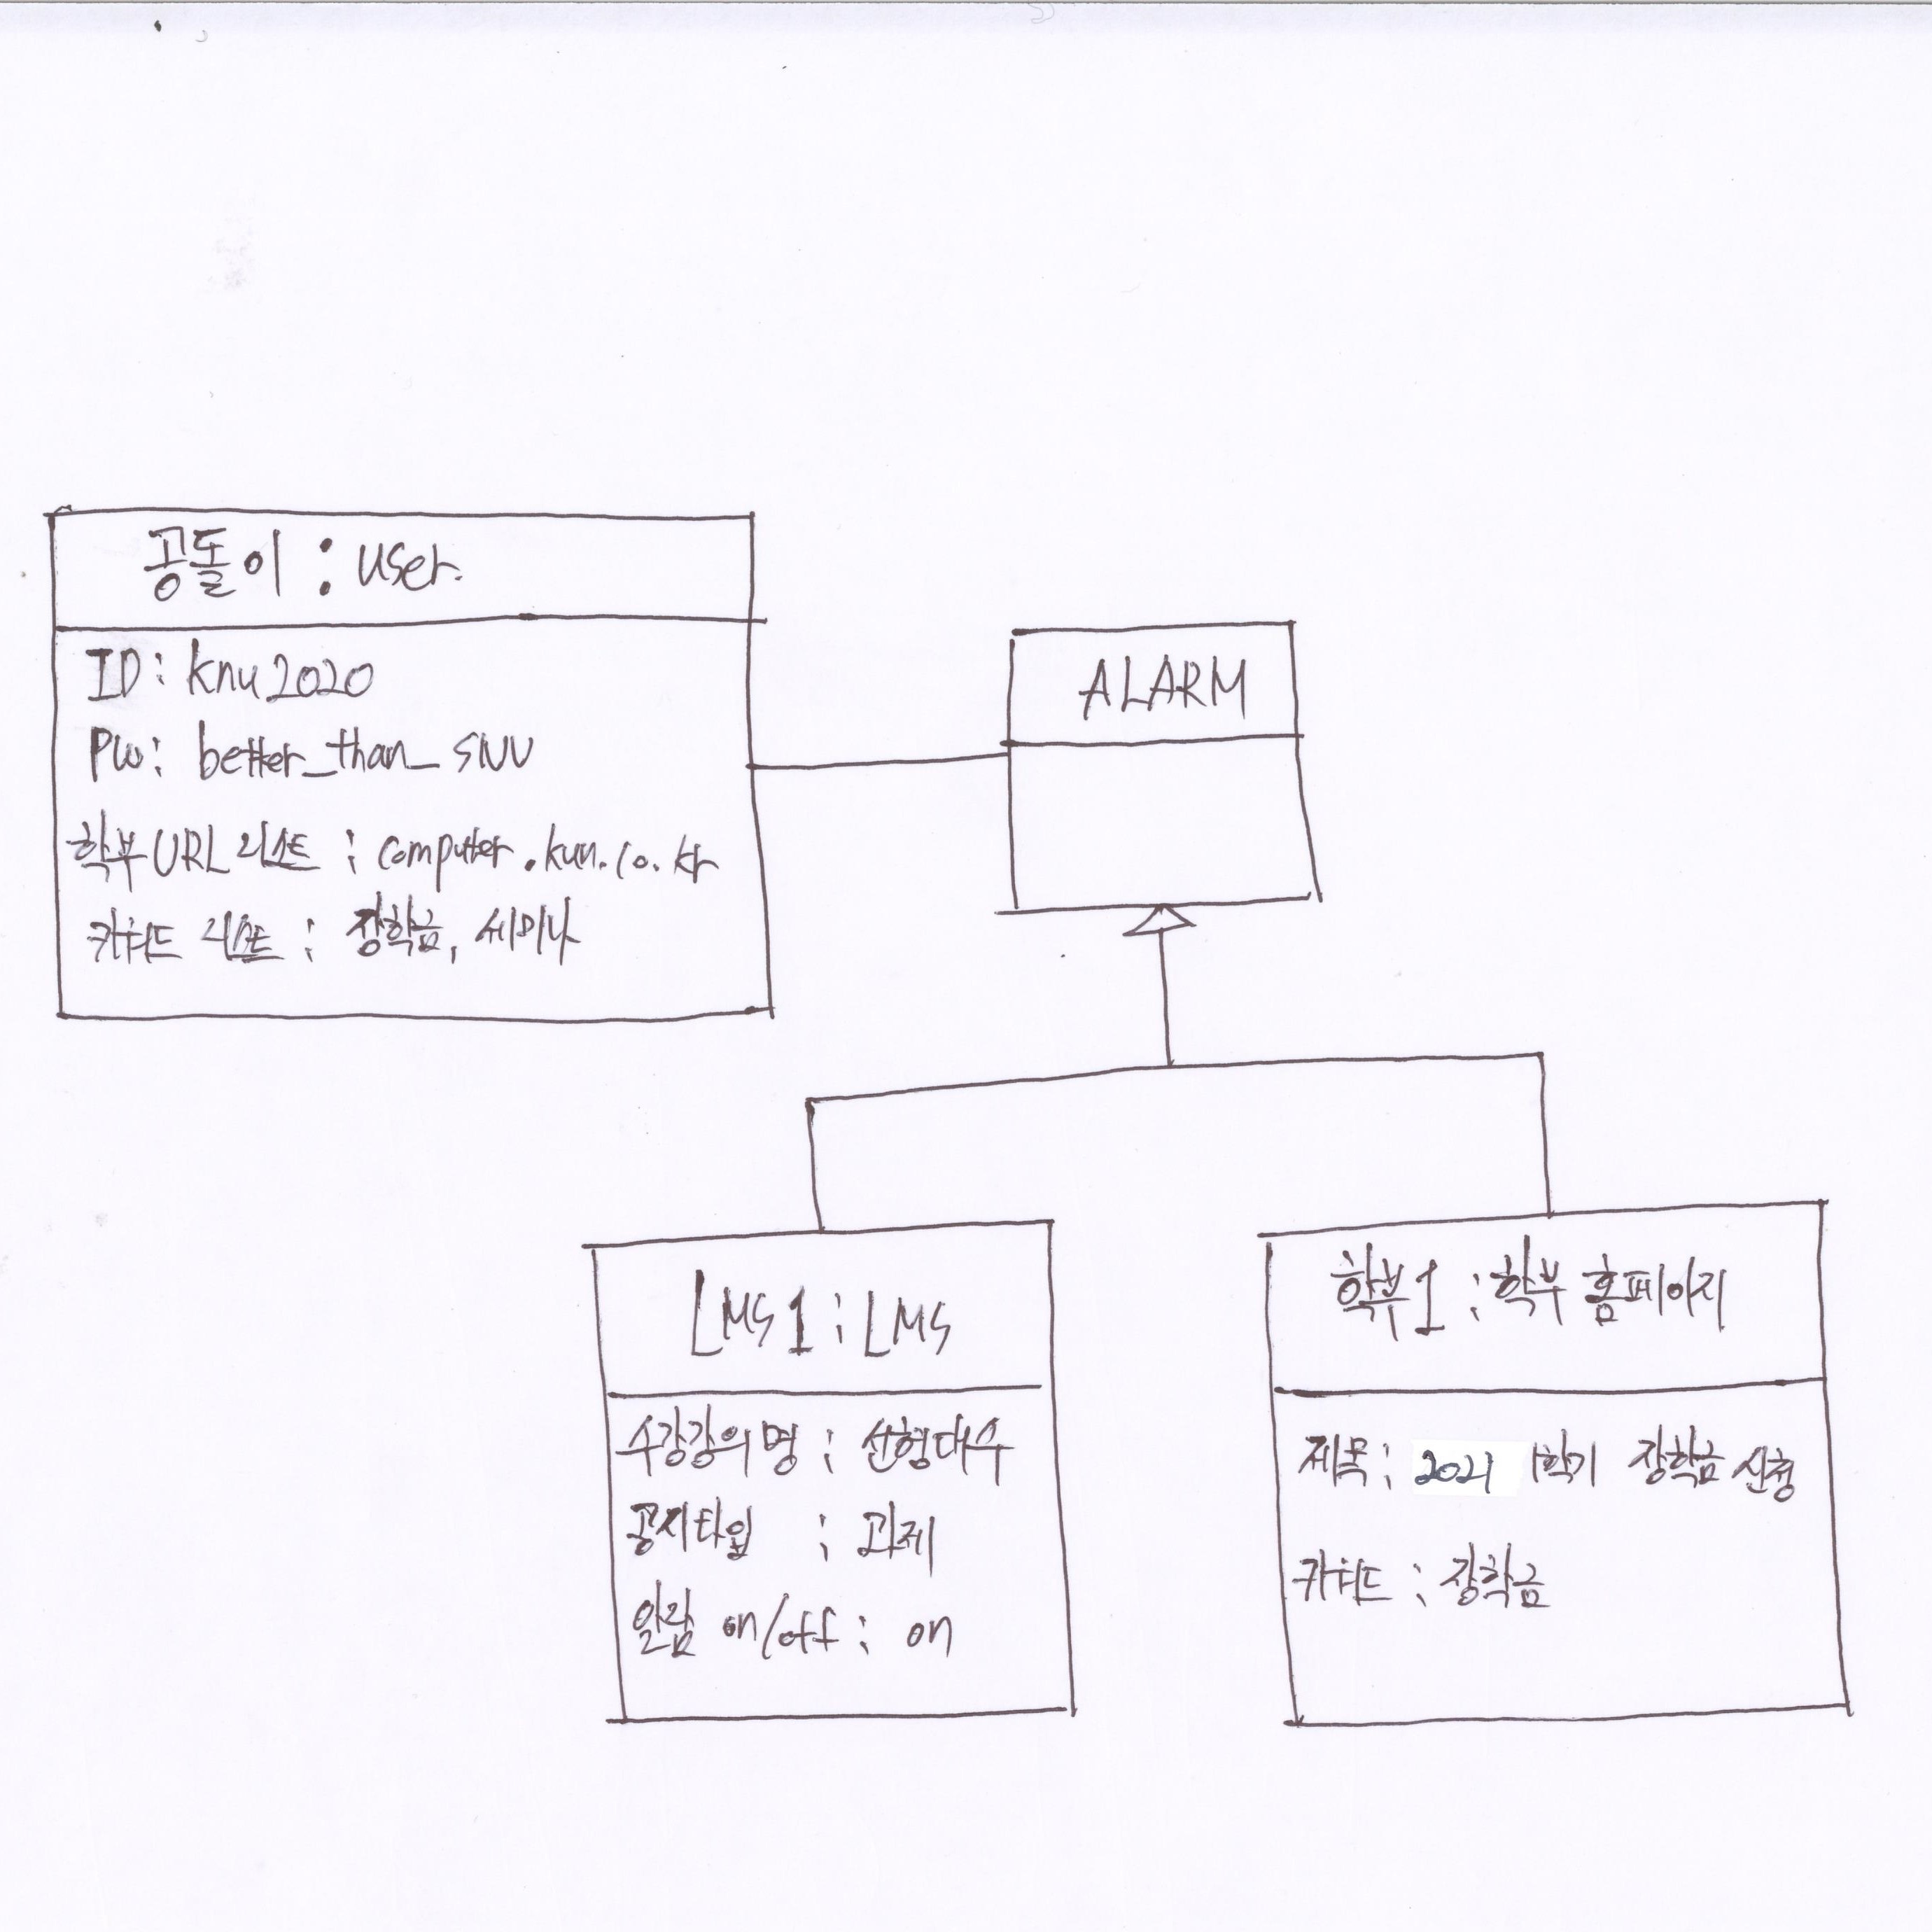 공돌이 : user.
ID: knu2020
PW: better_than_SNU
학부 URL 리스트 : computer.kun.co.kr
키워드 리스트 : 장학금, 세미나
ALARM
LMS1 : LMS
수강강의명 : 선형대수
공지타입 : 과제
알람 on/off : on
학부1 : 학부 홈페이지
제목 : 2021 1학기 장학금 신청
키워드 : 장학금